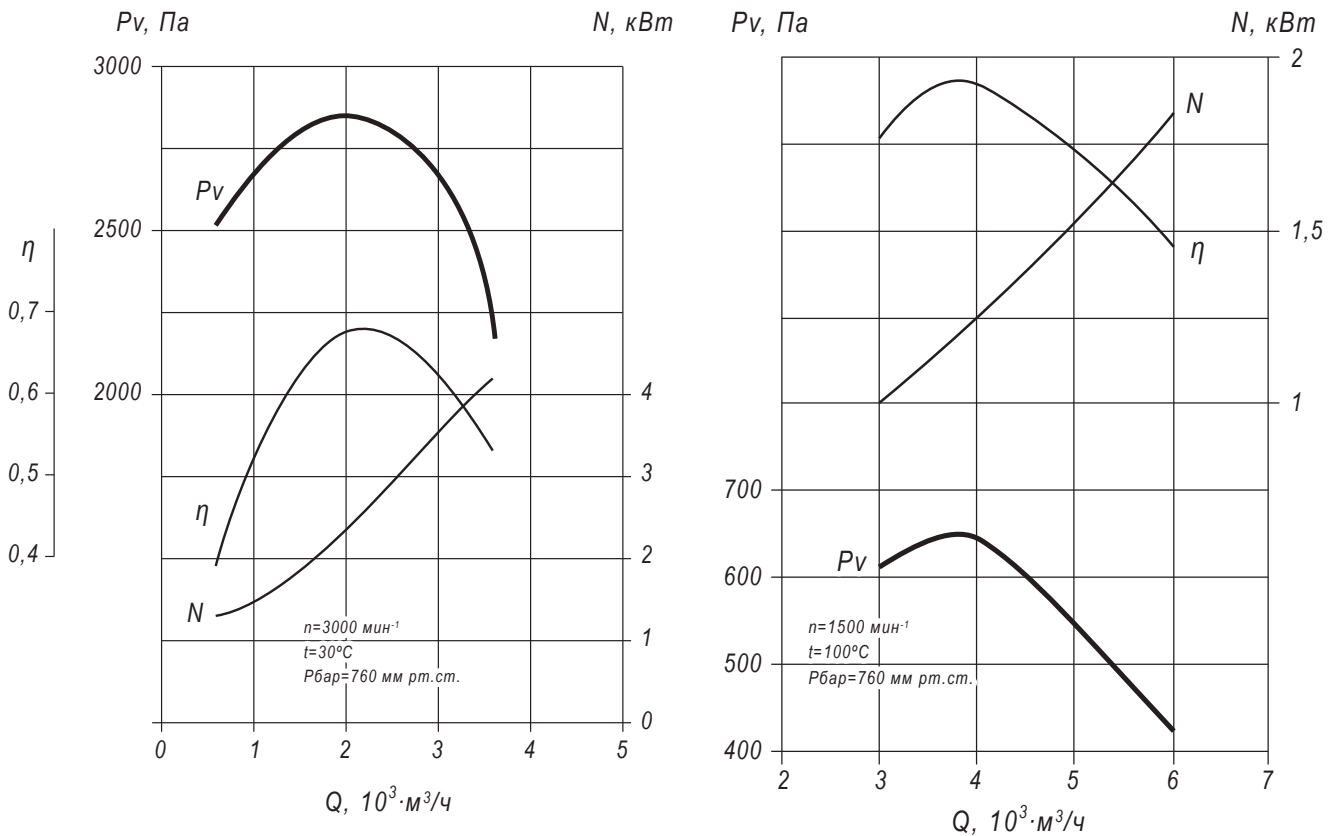 Pv, Па
N, кВт
3000
2500
2000
η
0,7
0,6
0,5
0,4
Pv
η
N
4
3
2
1
0
n=3000 мин⁻¹
t=30ºC
Pбар=760 мм рт.ст.
0 1 2 3 4 5
Q, 10³·м³/ч
Pv, Па
N, кВт
2
1,5
1
N
η
700
600
500
400
Pv
n=1500 мин⁻¹
t=100ºC
Pбар=760 мм рт.ст.
2 3 4 5 6 7
Q, 10³·м³/ч